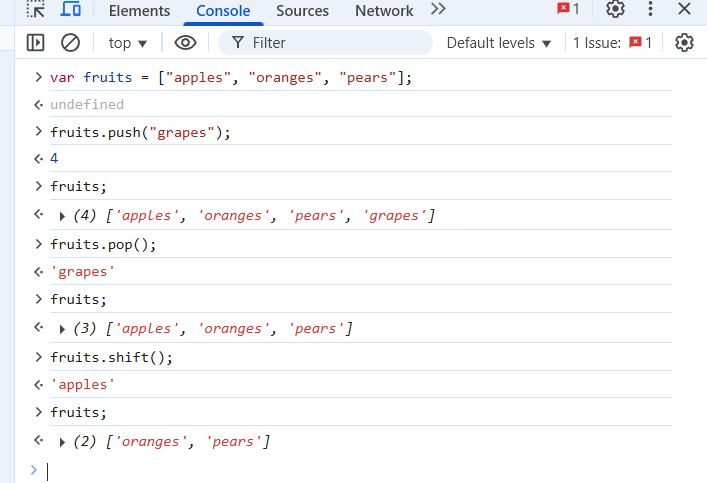 Elements Console Sources Network 1
top Filter Default levels 1 Issue: 1
var fruits = ["apples", "oranges", "pears"];
undefined
fruits.push("grapes");
4
fruits;
(4) ['apples', 'oranges', 'pears', 'grapes']
fruits.pop();
'grapes'
fruits;
(3) ['apples', 'oranges', 'pears']
fruits.shift();
'apples'
fruits;
(2) ['oranges', 'pears']